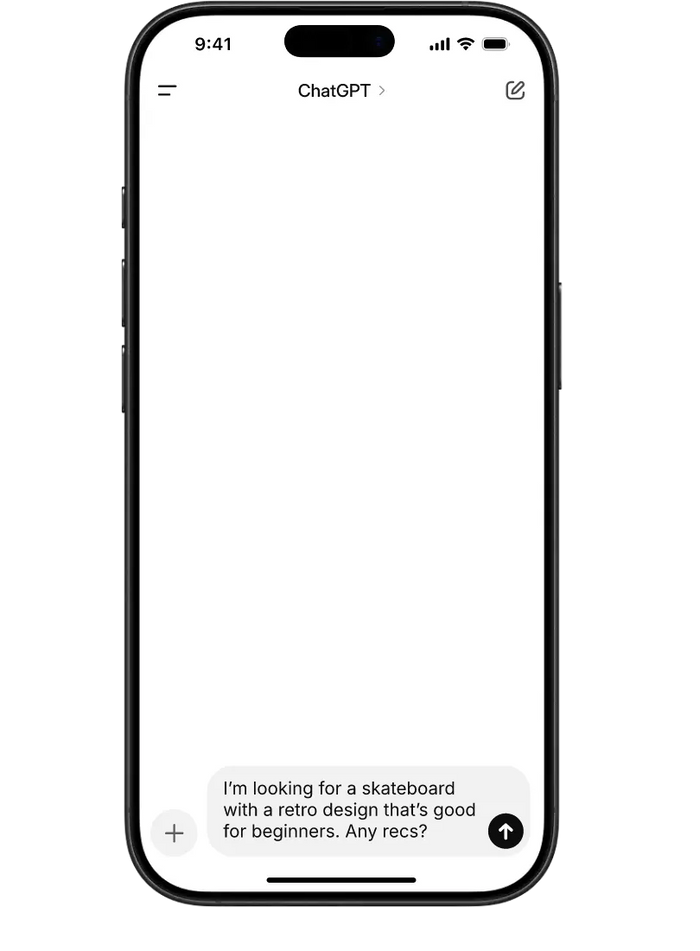 9:41
ChatGPT
I’m looking for a skateboard
with a retro design that’s good
for beginners. Any recs?